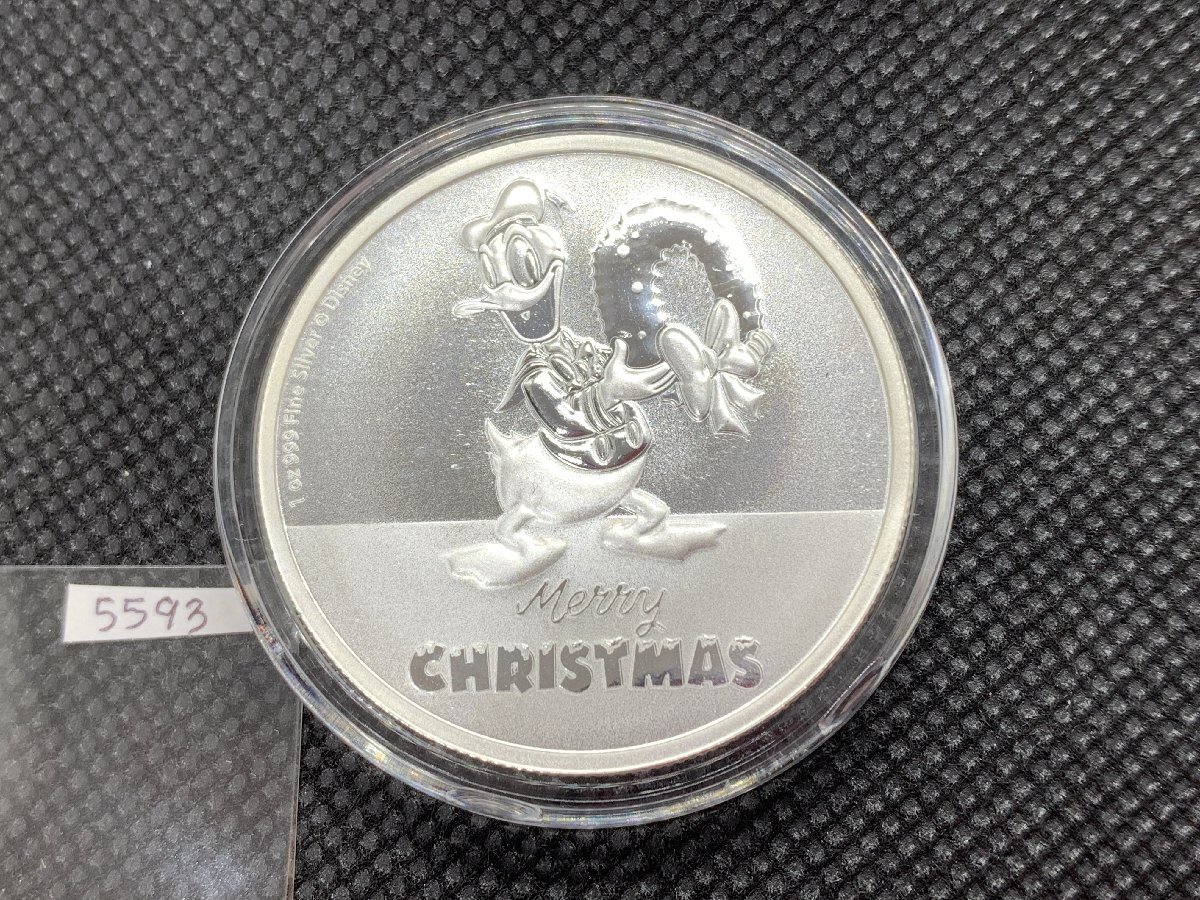 1 oz 999 Fine Silver © Disney
5593
Merry
CHRISTMAS